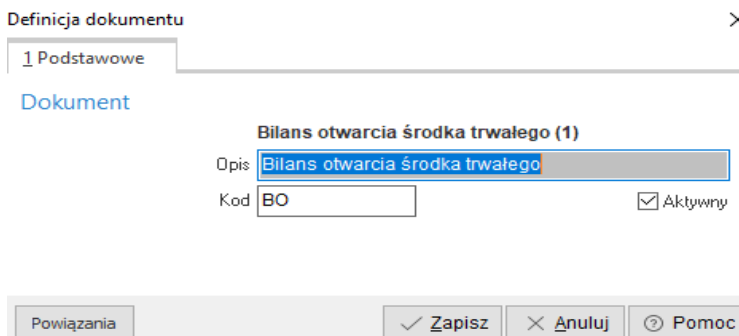 Definicja dokumentu
1 Podstawowe
Dokument
Bilans otwarcia środka trwałego (1)
Opis Bilans otwarcia środka trwałego
Kod BO Aktywny
Powiązania Zapisz Anuluj Pomoc